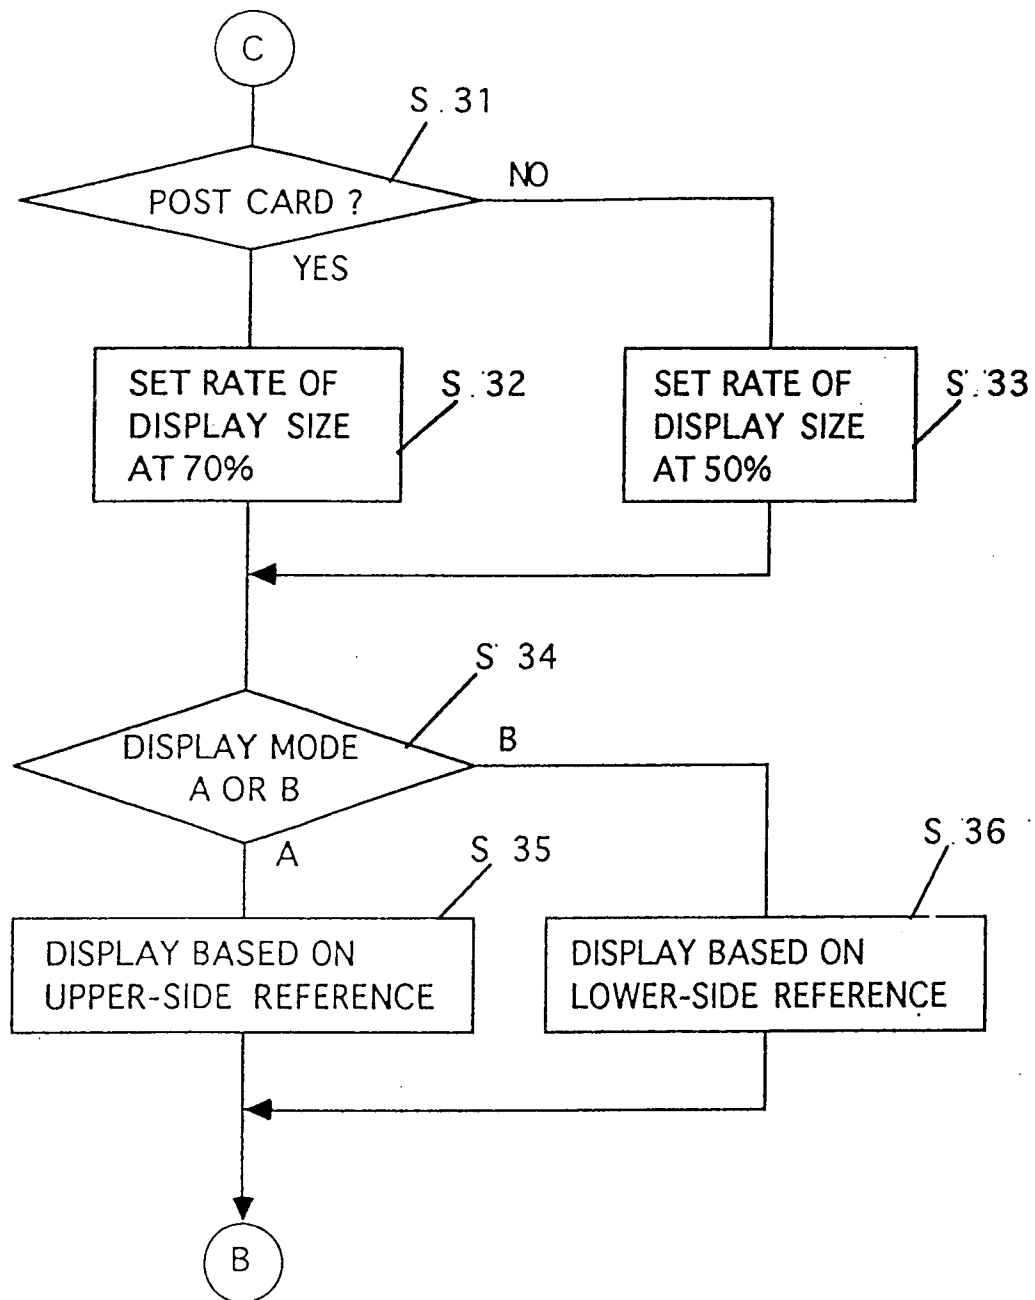 C
S.31
POST CARD ?
NO
YES
SET RATE OF
DISPLAY SIZE
AT 70%
S.32
SET RATE OF
DISPLAY SIZE
AT 50%
S.33
S 34
DISPLAY MODE
A OR B
B
A
S 35
S.36
DISPLAY BASED ON
UPPER-SIDE REFERENCE
DISPLAY BASED ON
LOWER-SIDE REFERENCE
B